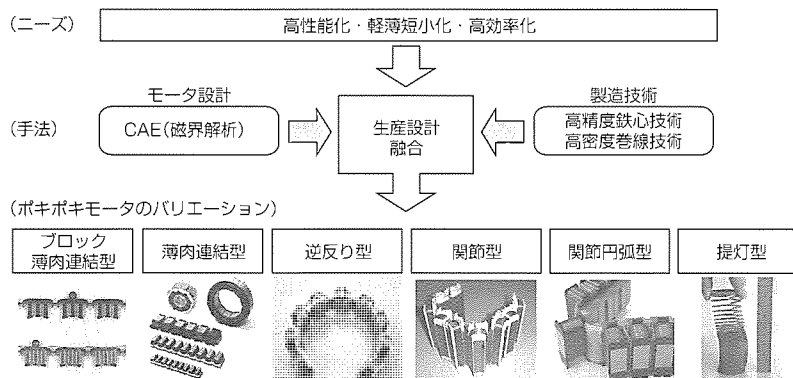 (ニーズ)
高性能化・軽薄短小化・高効率化
モータ設計
製造技術
(手法)
CAE(磁界解析)
生産設計
融合
高精度鉄心技術
高密度巻線技術
(ポキポキモータのバリエーション)
ブロック
薄肉連結型
薄肉連結型
逆反り型
関節型
関節円弧型
提灯型